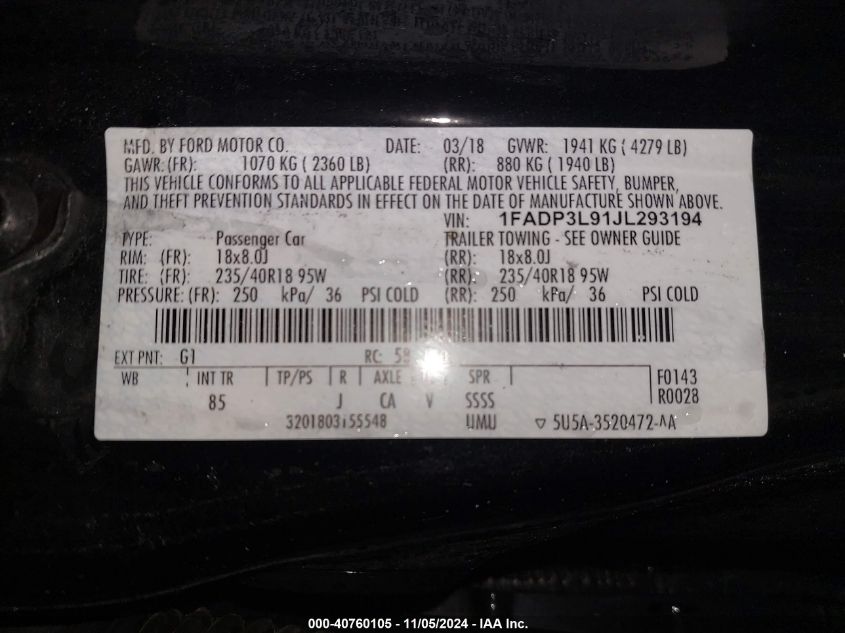 MFD. BY FORD MOTOR CO. DATE: 03/18 GVWR: 1941 KG ( 4279 LB)
GAWR:(FR): 1070 KG ( 2360 LB) (RR): 880 KG ( 1940 LB)
THIS VEHICLE CONFORMS TO ALL APPLICABLE FEDERAL MOTOR VEHICLE SAFETY, BUMPER,
AND THEFT PREVENTION STANDARDS IN EFFECT ON THE DATE OF MANUFACTURE SHOWN ABOVE.
VIN: 1FADP3L91JL293194
TYPE: Passenger Car TRAILER TOWING - SEE OWNER GUIDE
RIM: (FR): 18x8.0J (RR): 18x8.0J
TIRE: (FR): 235/40R18 95W (RR): 235/40R18 95W
PRESSURE: (FR): 250 kPa/ 36 PSI COLD (RR): 250 kPa/ 36 PSI COLD
EXT PNT: G1 RC: 58
WB INT TR TP/PS R AXLE SPR F0143
85 J CA V SSSS R0028
UMU ▽ 5U5A-3520472-AA
000-40760105 - 11/05/2024 - IAA Inc.